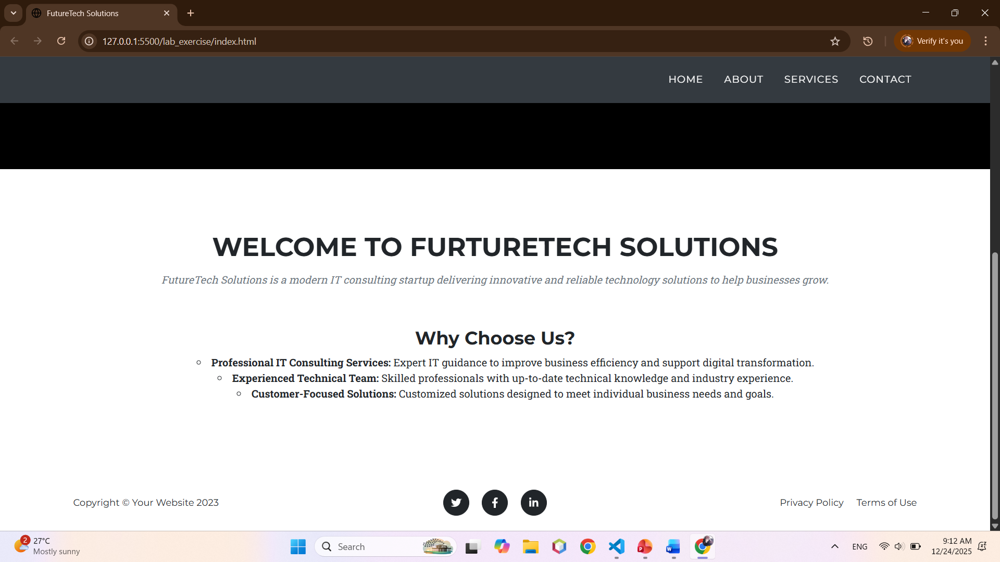 FutureTech Solutions
127.0.0.1:5500/lab_exercise/index.html
Verify it's you
HOME ABOUT SERVICES CONTACT
WELCOME TO FURTURETECH SOLUTIONS
FutureTech Solutions is a modern IT consulting startup delivering innovative and reliable technology solutions to help businesses grow.
Why Choose Us?
Professional IT Consulting Services: Expert IT guidance to improve business efficiency and support digital transformation.
Experienced Technical Team: Skilled professionals with up-to-date technical knowledge and industry experience.
Customer-Focused Solutions: Customized solutions designed to meet individual business needs and goals.
Copyright © Your Website 2023
Privacy Policy Terms of Use
2
27°C
Mostly sunny
Search
ENG
9:12 AM
12/24/2025